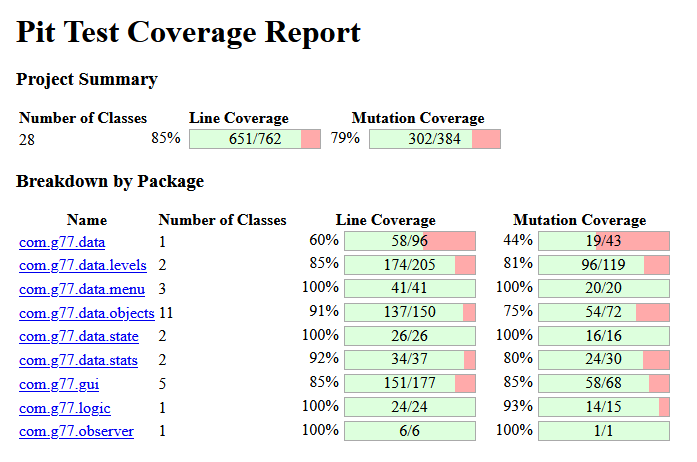 Pit Test Coverage Report
Project Summary
Number of Classes Line Coverage Mutation Coverage
28 85% 651/762 79% 302/384
Breakdown by Package
Name Number of Classes Line Coverage Mutation Coverage
com.g77.data 1 60% 58/96 44% 19/43
com.g77.data.levels 2 85% 174/205 81% 96/119
com.g77.data.menu 3 100% 41/41 100% 20/20
com.g77.data.objects 11 91% 137/150 75% 54/72
com.g77.data.state 2 100% 26/26 100% 16/16
com.g77.data.stats 2 92% 34/37 80% 24/30
com.g77.gui 5 85% 151/177 85% 58/68
com.g77.logic 1 100% 24/24 93% 14/15
com.g77.observer 1 100% 6/6 100% 1/1